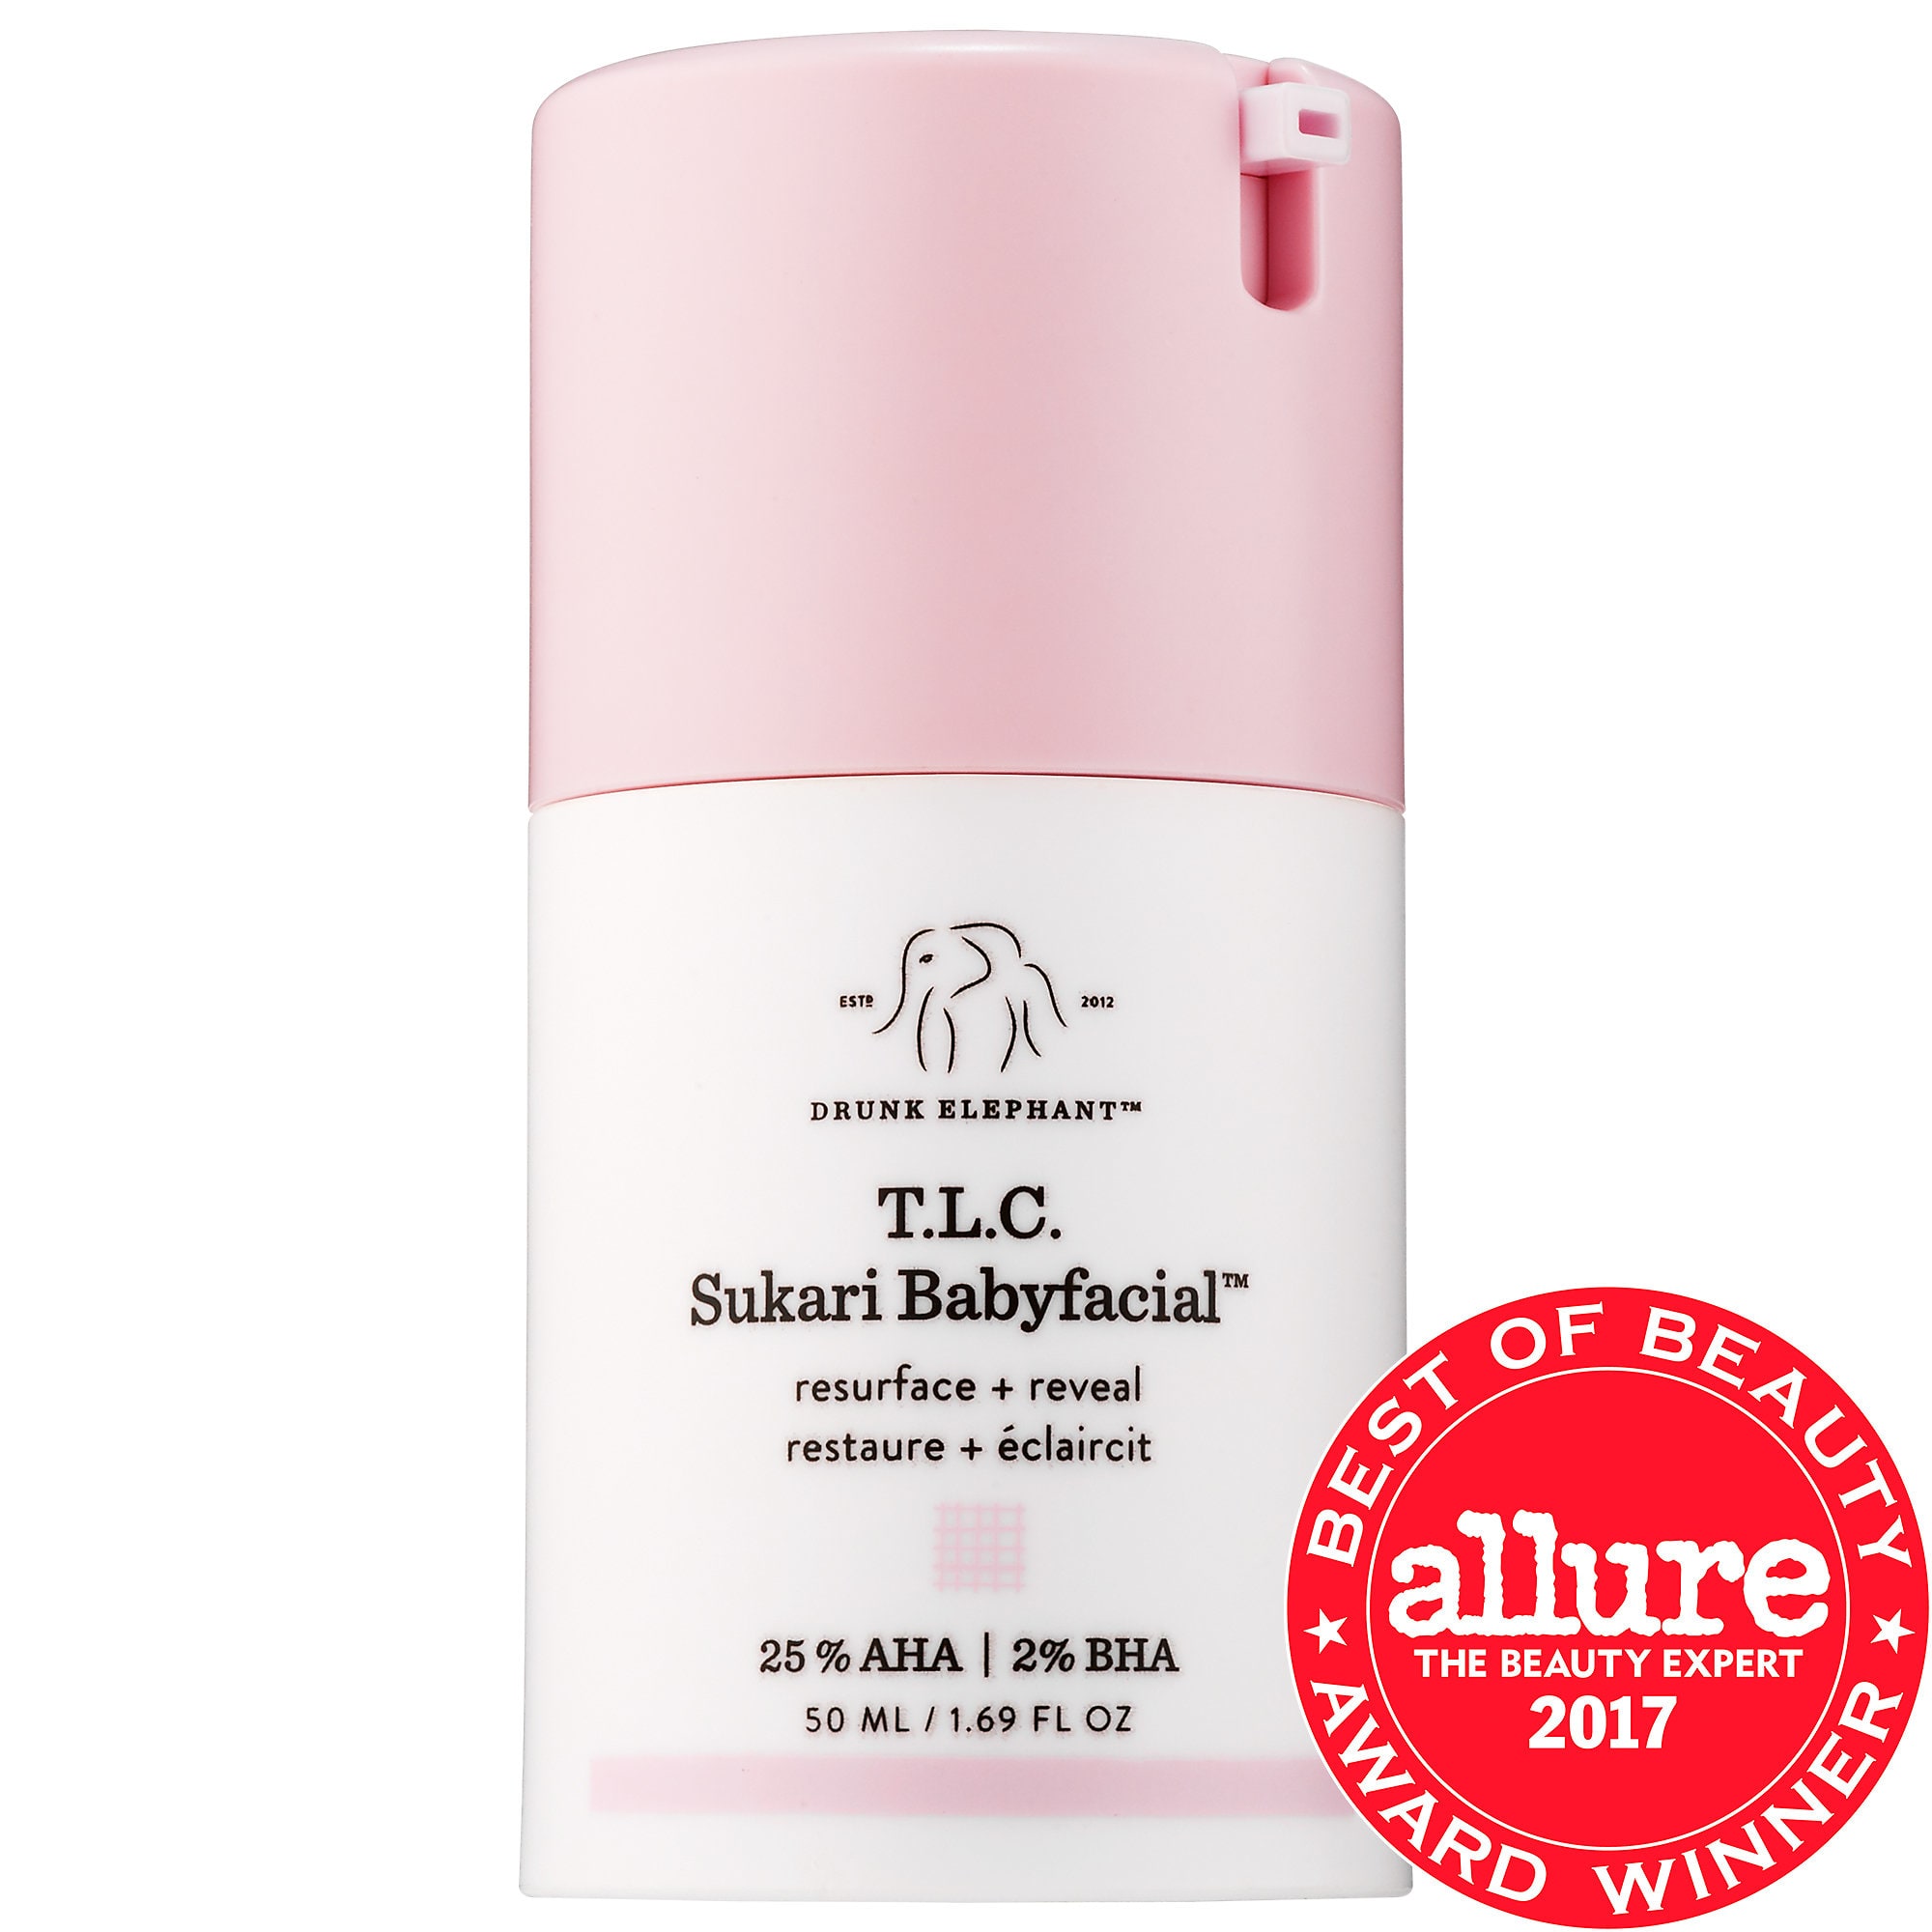 ESTD
2012
DRUNK ELEPHANT™
T.L.C.
Sukari Babyfacial™
resurface + reveal
restaure + éclaircit
25% AHA | 2% BHA
50 ML / 1.69 FL OZ
BEST OF BEAUTY
allure
THE BEAUTY EXPERT
2017
AWARD WINNER